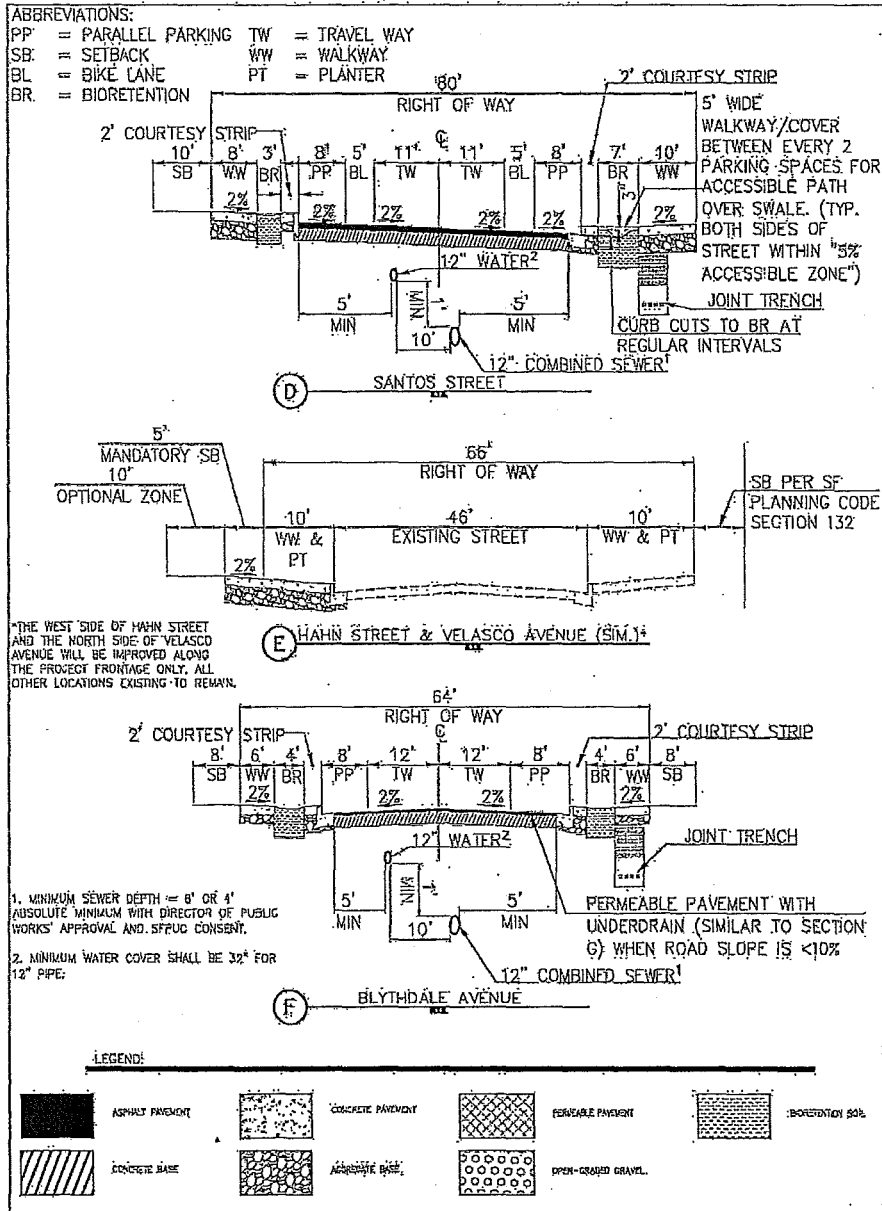 ABBREVIATIONS:
PP = PARALLEL PARKING TW = TRAVEL WAY
SB = SETBACK WW = WALKWAY
BL = BIKE LANE PT = PLANTER
BR = BIORETENTION
80'
RIGHT OF WAY
2' COURTESY STRIP
2' COURTESY STRIP
5' WIDE
WALKWAY/COVER
BETWEEN EVERY 2
PARKING SPACES FOR
ACCESSIBLE PATH
OVER SWALE. (TYP.
BOTH SIDES OF
STREET WITHIN "5%
ACCESSIBLE ZONE")
10' 8' 3' 8' 5' 11' 11' 5' 8' 7' 10'
SB WW BR PP BL TW TW BL PP BR WW
3"
2% 2% 2% 2% 2% 2%
12" WATER²
5' MIN
1' MIN.
5' MIN
10'
12" COMBINED SEWER¹
JOINT TRENCH
CURB CUTS TO BR AT
REGULAR INTERVALS
D SANTOS STREET
5'
MANDATORY SB
10'
OPTIONAL ZONE
66'
RIGHT OF WAY
SB PER SF
PLANNING CODE
SECTION 132
10' 46' 10'
WW & PT EXISTING STREET WW & PT
2%
E HAHN STREET & VELASCO AVENUE (SIM.)*
*THE WEST SIDE OF HAHN STREET
AND THE NORTH SIDE OF VELASCO
AVENUE WILL BE IMPROVED ALONG
THE PROJECT FRONTAGE ONLY. ALL
OTHER LOCATIONS EXISTING TO REMAIN.
64'
RIGHT OF WAY
2' COURTESY STRIP
2' COURTESY STRIP
8' 6' 4' 8' 12' 12' 8' 4' 6' 8'
SB WW BR PP TW TW PP BR WW SB
2% 2% 2% 2%
12" WATER²
5' MIN
1' MIN.
5' MIN
10'
12" COMBINED SEWER¹
JOINT TRENCH
PERMEABLE PAVEMENT WITH
UNDERDRAIN (SIMILAR TO SECTION
G) WHEN ROAD SLOPE IS <10%
1. MINIMUM SEWER DEPTH = 6' OR 4'
ABSOLUTE MINIMUM WITH DIRECTOR OF PUBLIC
WORKS' APPROVAL AND SFPUC CONSENT.
2. MINIMUM WATER COVER SHALL BE 32" FOR
12" PIPE.
F BLYTHDALE AVENUE
LEGEND:
ASPHALT PAVEMENT
CONCRETE PAVEMENT
PERMEABLE PAVEMENT
BIORETENTION SOIL
CONCRETE BASE
AGGREGATE BASE
OPEN-GRADED GRAVEL